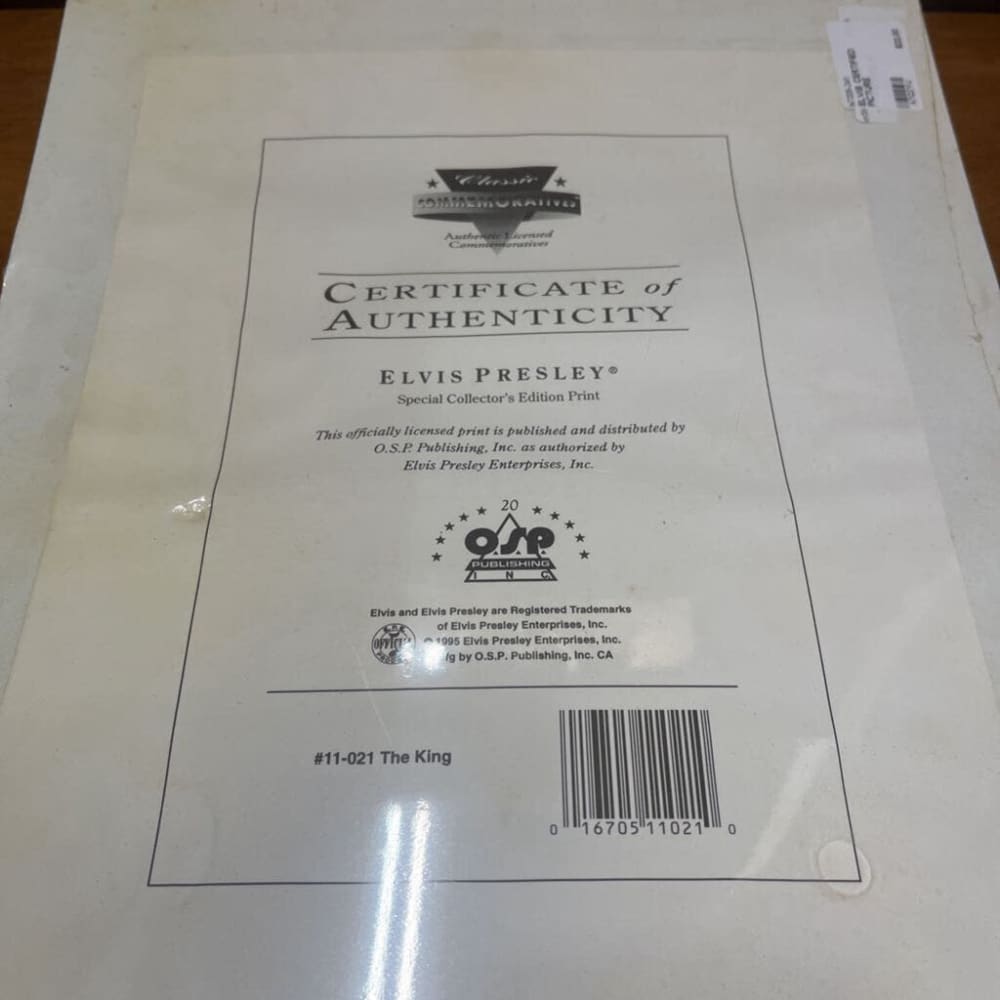 ELVIS CERTIFIED
PICTURE
Classic
COMMEMORATIVES
Authentic Licensed
Commemoratives
CERTIFICATE of
AUTHENTICITY
ELVIS PRESLEY®
Special Collector's Edition Print
This officially licensed print is published and distributed by
O.S.P. Publishing, Inc. as authorized by
Elvis Presley Enterprises, Inc.
20
O.S.P.
PUBLISHING
INC.
Elvis and Elvis Presley are Registered Trademarks
of Elvis Presley Enterprises, Inc.
© 1995 Elvis Presley Enterprises, Inc.
by O.S.P. Publishing, Inc. CA
#11-021 The King
0 16705 11021 0